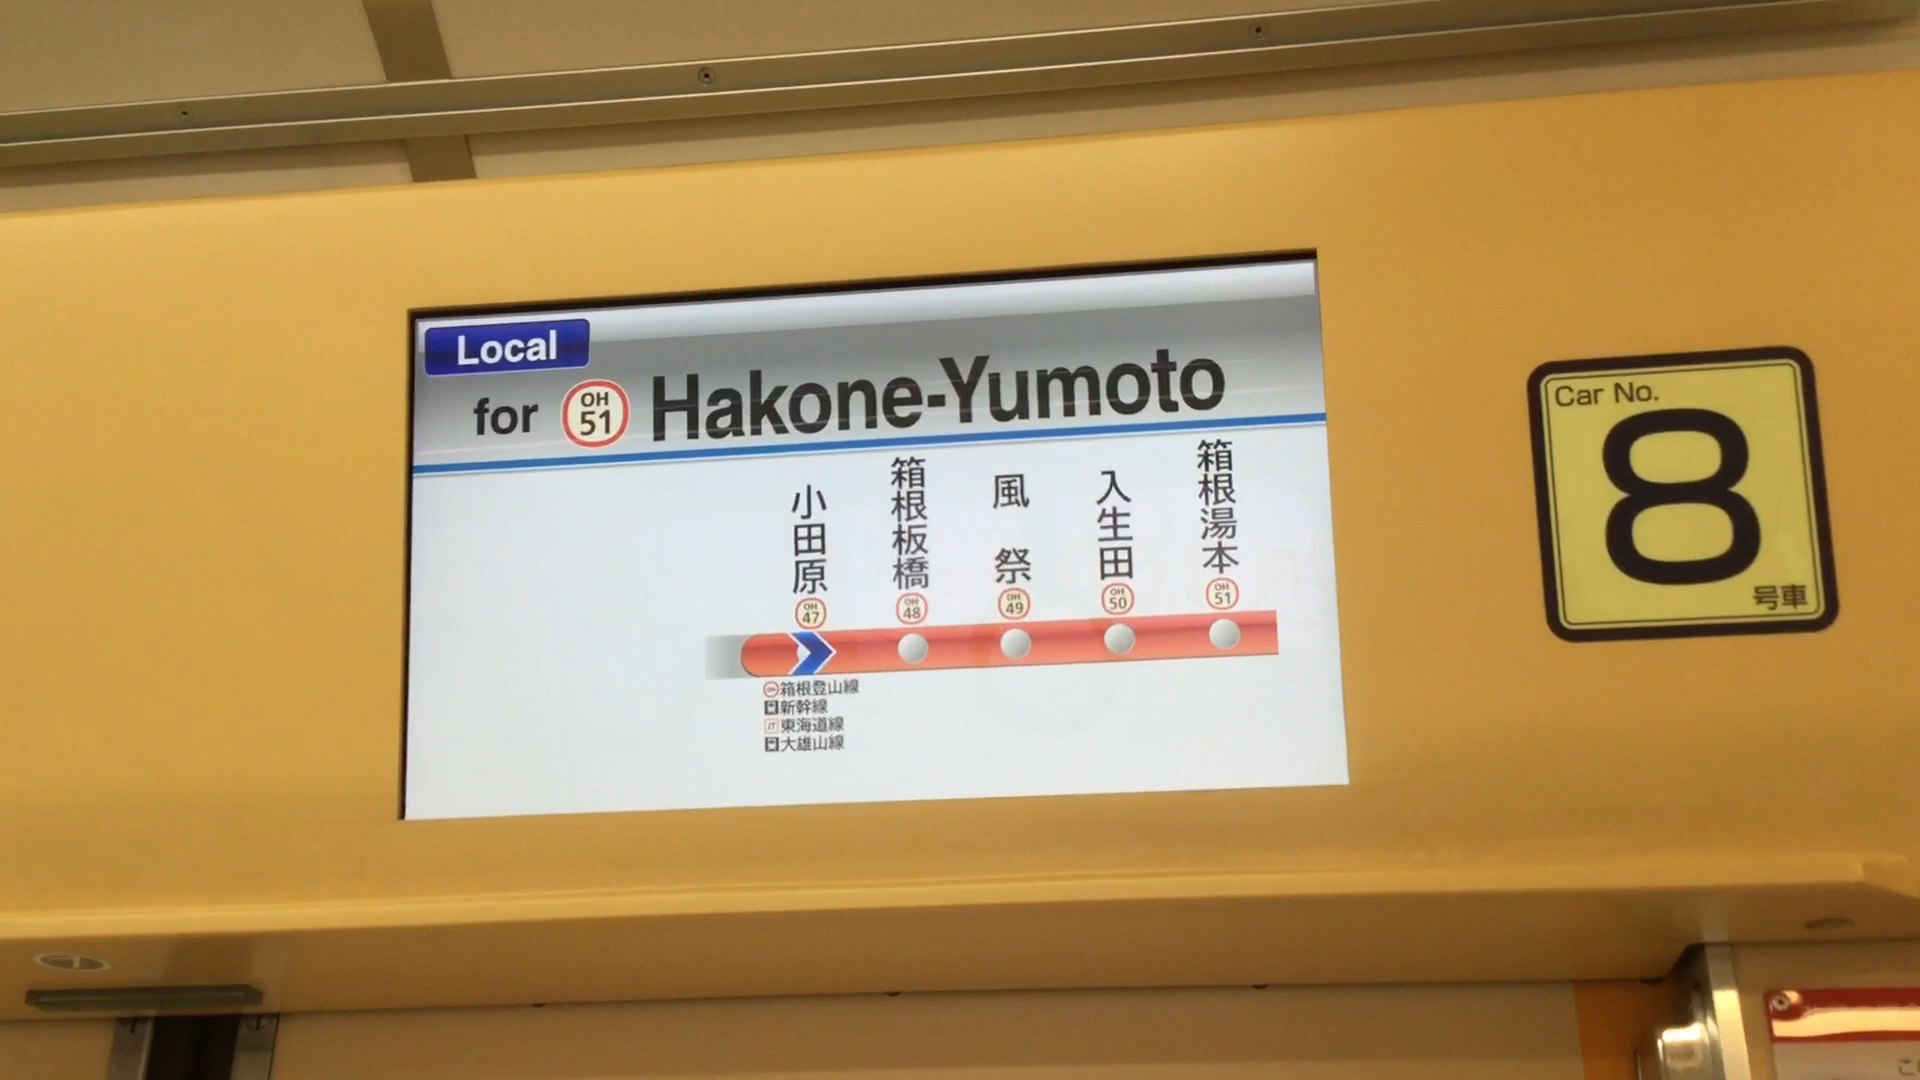 Local
for OH 51 Hakone-Yumoto
小田原
箱根板橋
風祭
入生田
箱根湯本
OH 47
OH 48
OH 49
OH 50
OH 51
OH 箱根登山線
新幹線
JT 東海道線
大雄山線
Car No.
8
号車